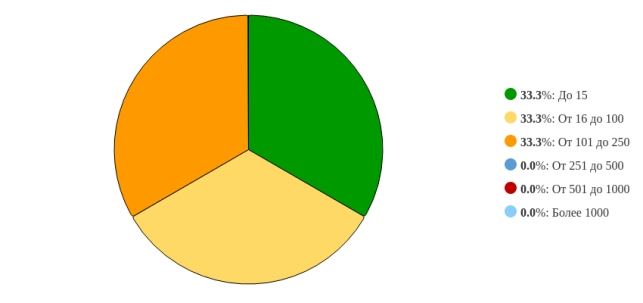 33.3%: До 15
33.3%: От 16 до 100
33.3%: От 101 до 250
0.0%: От 251 до 500
0.0%: От 501 до 1000
0.0%: Более 1000